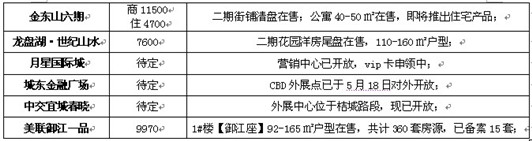 金东山六期
商 11500
住 4700
二期街铺清盘在售；公寓 40-50 ㎡在售，即将推出住宅产品；
龙盘湖·世纪山水
7600
二期花园洋房尾盘在售，110-160 ㎡户型；
月星国际城
待定
营销中心已开放，vip 卡申领中；
城东金融广场
待定
CBD 外展点已于 5 月 18 日对外开放；
中交宜城春晓
待定
外展中心位于桔城路段，现已开放；
美联御江一品
9970
1#楼【御江座】92-165 ㎡户型在售，共计 360 套房源，已备案 15 套；